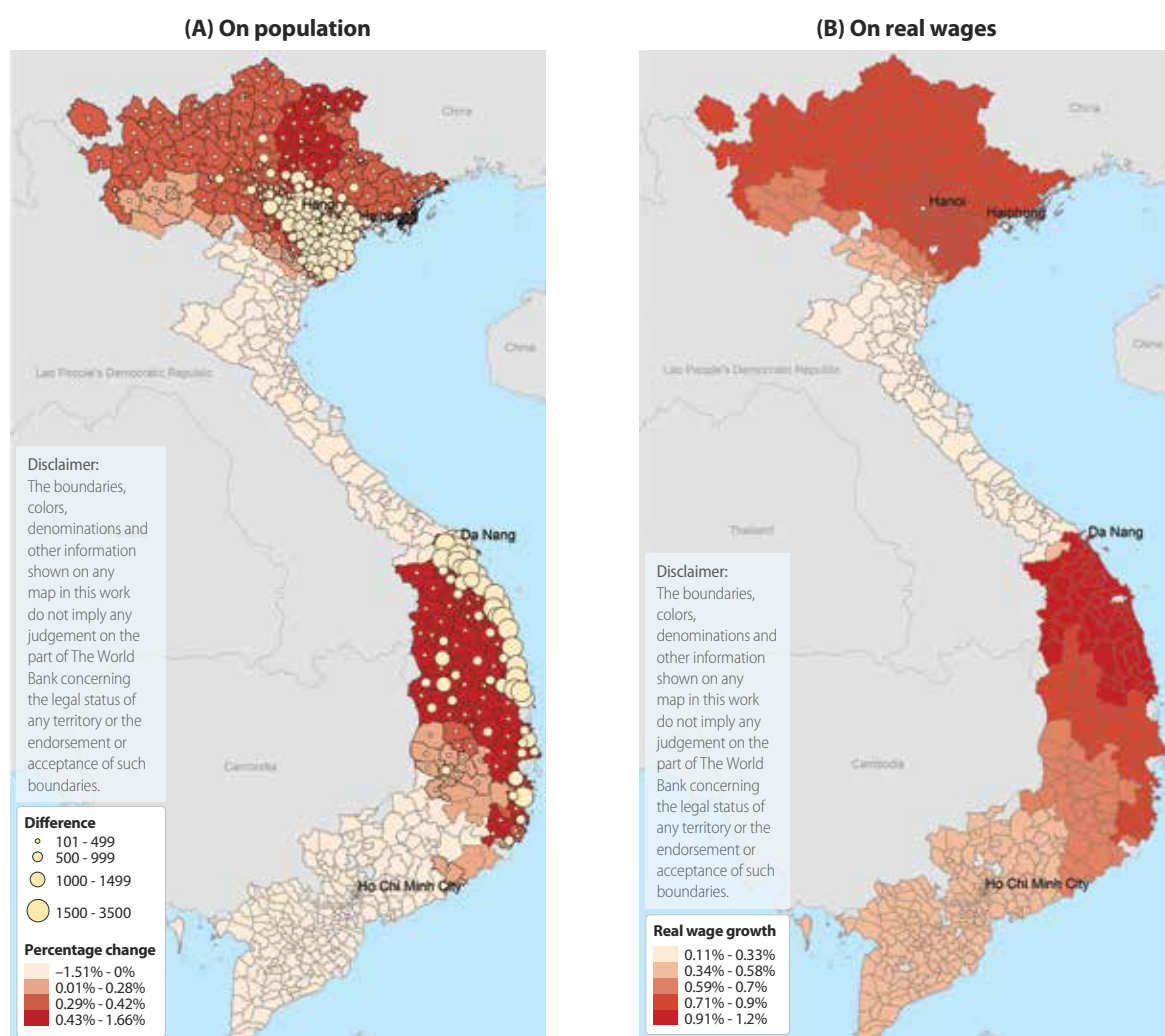 (A) On population
China
Hanoi
Haiphong
China
Lao People's Democratic Republic
Disclaimer:
The boundaries,
colors,
denominations and
other information
shown on any
map in this work
do not imply any
judgement on the
part of The World
Bank concerning
the legal status of
any territory or the
endorsement or
acceptance of such
boundaries.
Da Nang
Cambodia
Ho Chi Minh City
Difference
101 - 499
500 - 999
1000 - 1499
1500 - 3500
Percentage change
–1.51% - 0%
0.01% - 0.28%
0.29% - 0.42%
0.43% - 1.66%
(B) On real wages
China
Hanoi
Haiphong
China
Lao People's Democratic Republic
Thailand
Da Nang
Disclaimer:
The boundaries,
colors,
denominations and
other information
shown on any
map in this work
do not imply any
judgement on the
part of The World
Bank concerning
the legal status of
any territory or the
endorsement or
acceptance of such
boundaries.
Cambodia
Ho Chi Minh City
Real wage growth
0.11% - 0.33%
0.34% - 0.58%
0.59% - 0.7%
0.71% - 0.9%
0.91% - 1.2%